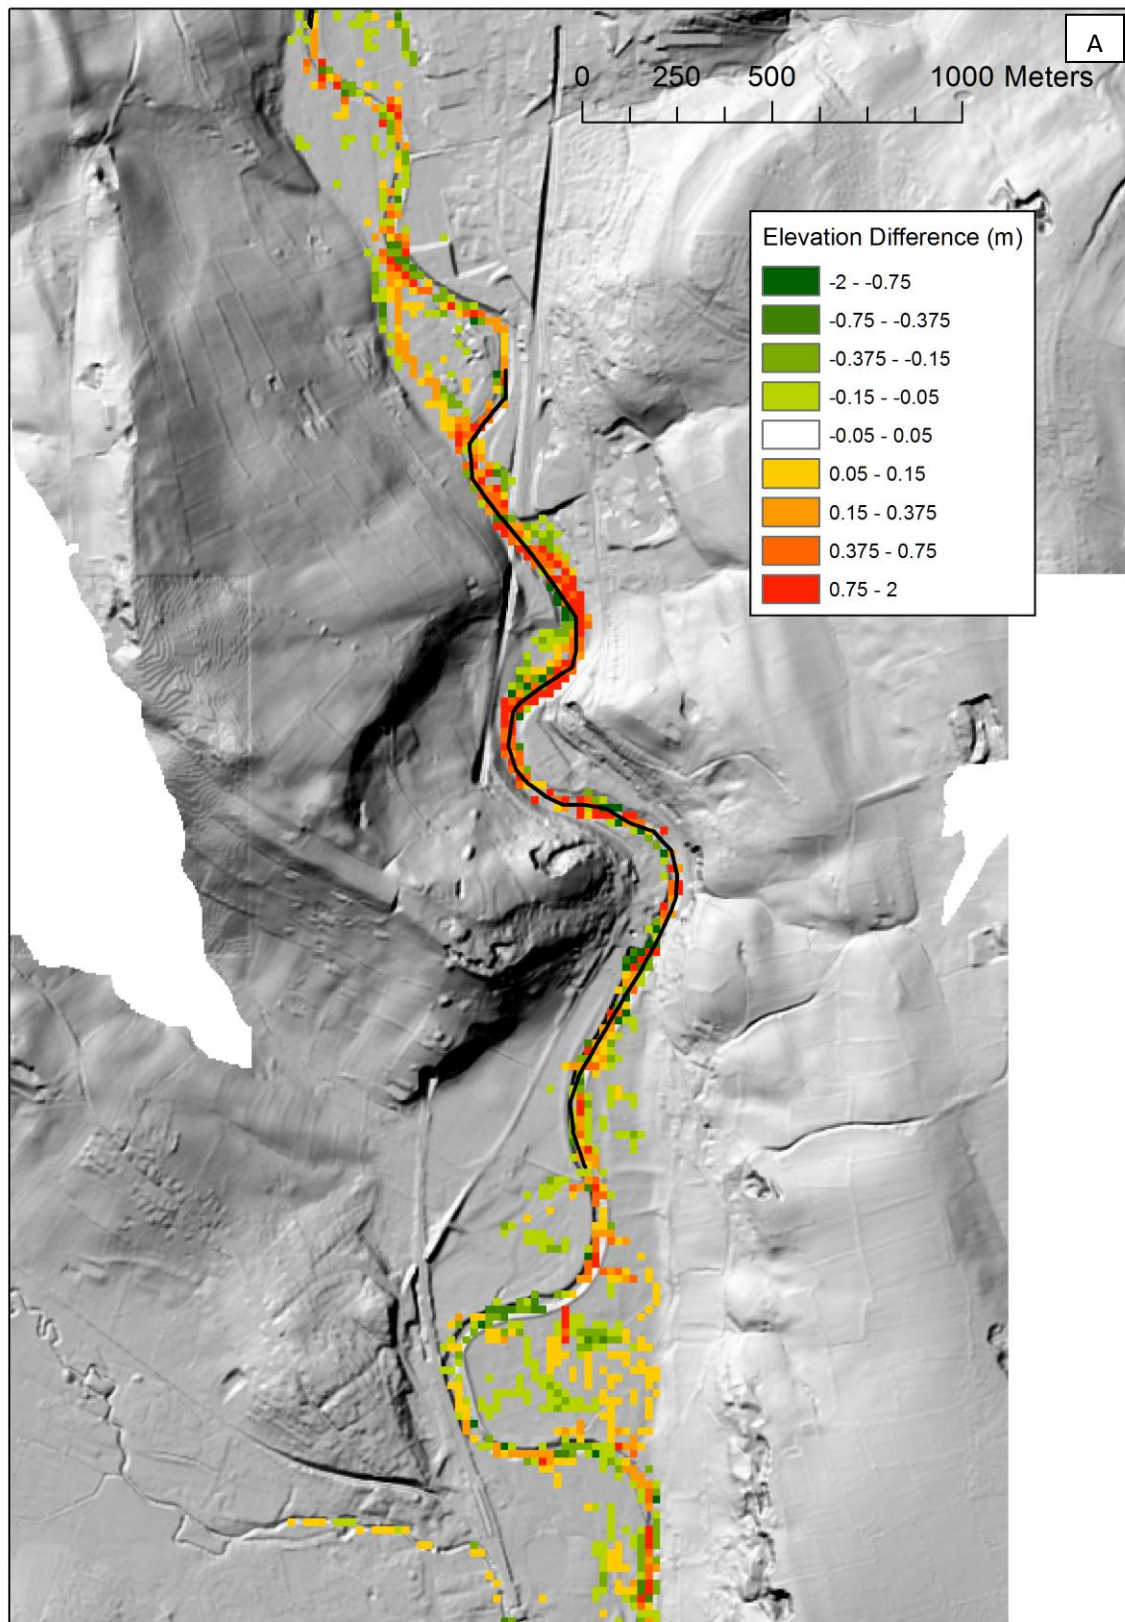 A
0 250 500 1000 Meters
Elevation Difference (m)
-2 - -0.75
-0.75 - -0.375
-0.375 - -0.15
-0.15 - -0.05
-0.05 - 0.05
0.05 - 0.15
0.15 - 0.375
0.375 - 0.75
0.75 - 2